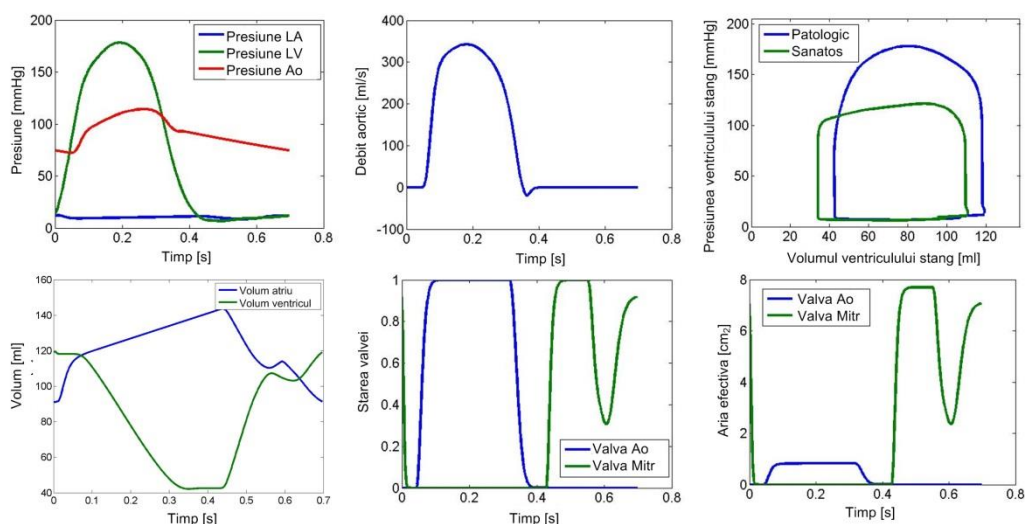 200
150
100
50
0
Presiune [mmHg]
Presiune LA
Presiune LV
Presiune Ao
0 0.2 0.4 0.6 0.8
Timp [s]
400
300
200
100
0
-100
Debit aortic [ml/s]
0 0.2 0.4 0.6 0.8
Timp [s]
200
150
100
50
0
Presiunea ventriculului stang [mmHg]
Patologic
Sanatos
0 20 40 60 80 100 120
Volumul ventriculului stang [ml]
160
140
120
100
80
60
40
Volum [ml]
Volum atriu
Volum ventricul
0 0.1 0.2 0.3 0.4 0.5 0.6 0.7
Timp [s]
1
0.8
0.6
0.4
0.2
0
Starea valvei
Valva Ao
Valva Mitr
0 0.2 0.4 0.6 0.8
Timp [s]
8
6
4
2
0
Aria efectiva [cm2]
Valva Ao
Valva Mitr
0 0.2 0.4 0.6 0.8
Timp [s]